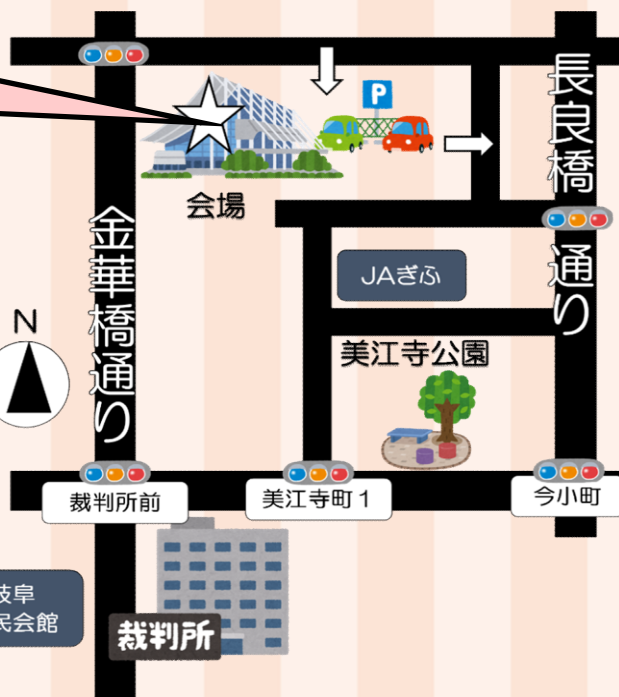 P
長良橋通り
会場
金華橋通り
JAぎふ
N
美江寺公園
裁判所前
美江寺町1
今小町
岐阜
民会館
裁判所